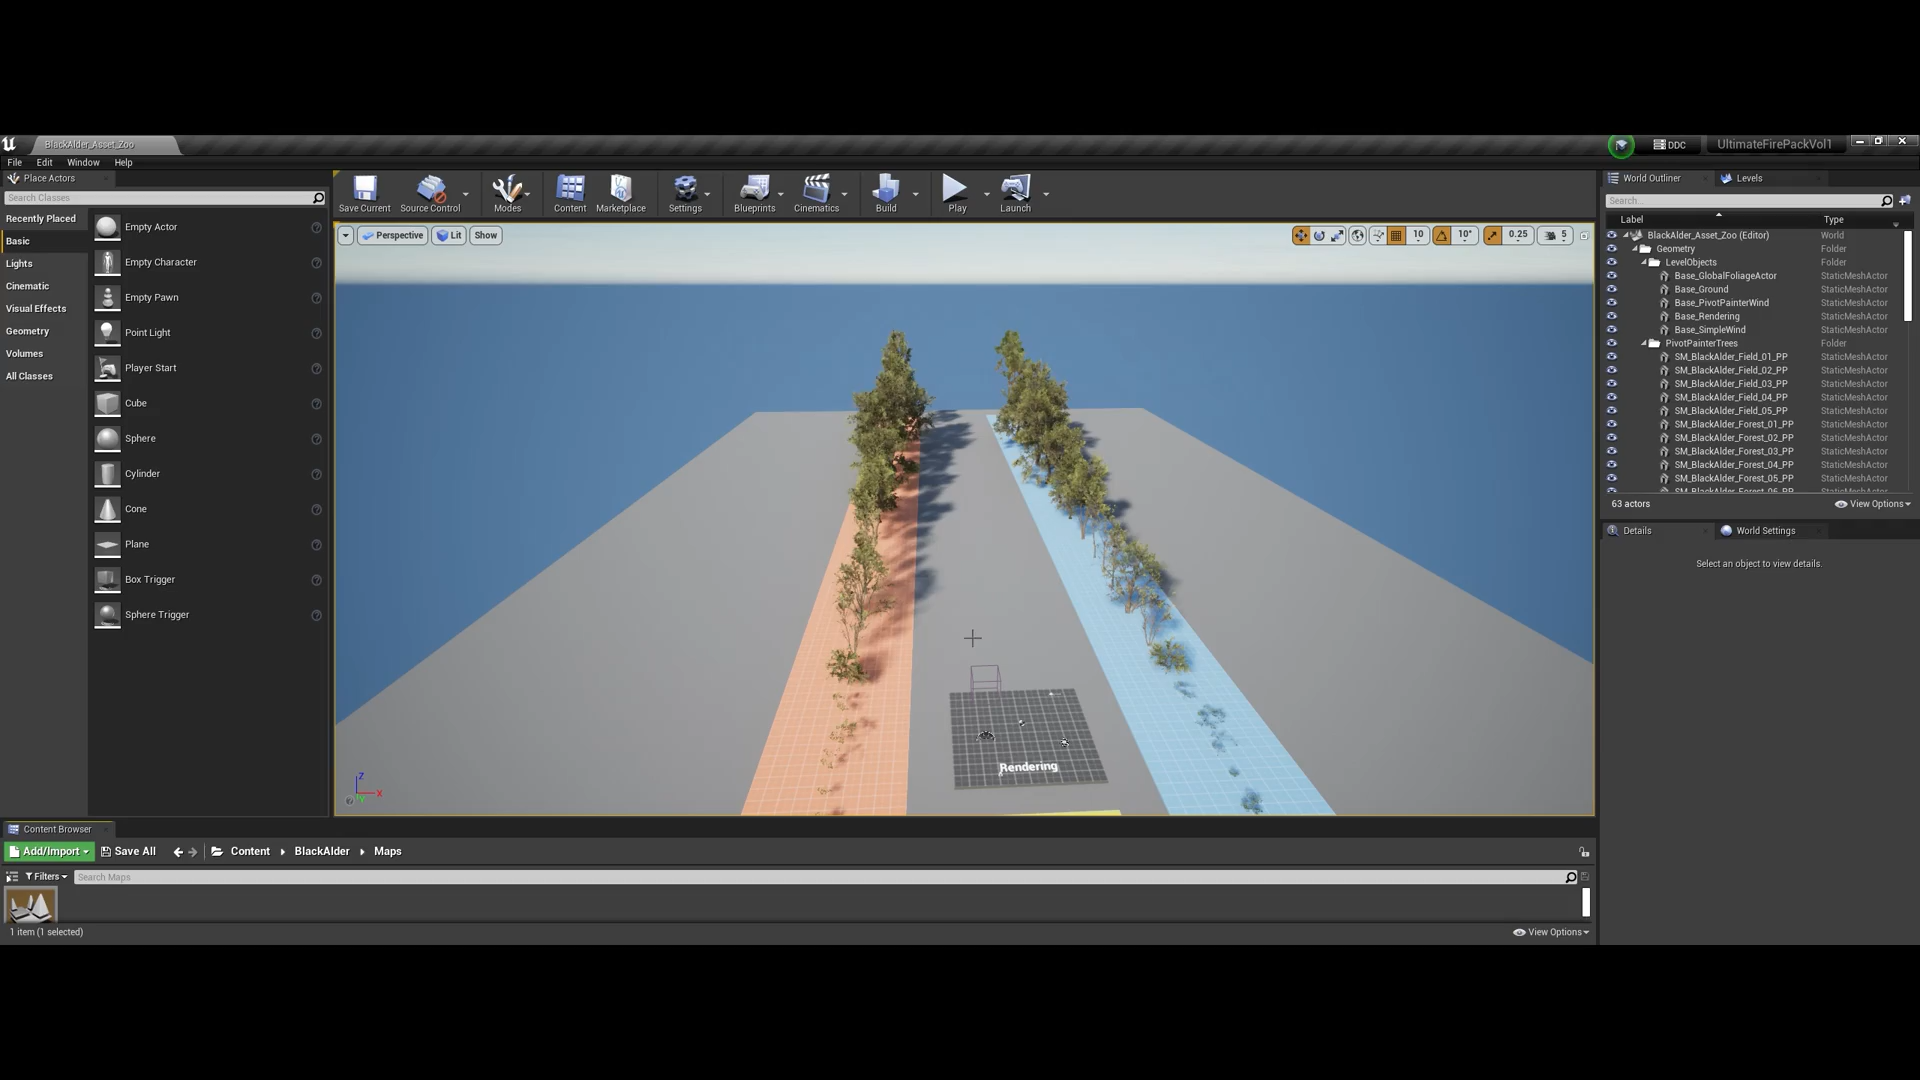 BlackAlder_Asset_Zoo
DDC
UltimateFirePackVol1
File Edit Window Help
Place Actors
Search Classes
Recently Placed
Basic
Lights
Cinematic
Visual Effects
Geometry
Volumes
All Classes
Empty Actor
Empty Character
Empty Pawn
Point Light
Player Start
Cube
Sphere
Cylinder
Cone
Plane
Box Trigger
Sphere Trigger
Save Current
Source Control
Modes
Content
Marketplace
Settings
Blueprints
Cinematics
Build
Play
Launch
Perspective
Lit
Show
10
10°
0.25
5
Rendering
Z
X
World Outliner
Levels
Search...
Label Type
BlackAlder_Asset_Zoo (Editor) World
Geometry Folder
LevelObjects Folder
Base_GlobalFoliageActor StaticMeshActor
Base_Ground StaticMeshActor
Base_PivotPainterWind StaticMeshActor
Base_Rendering StaticMeshActor
Base_SimpleWind StaticMeshActor
PivotPainterTrees Folder
SM_BlackAlder_Field_01_PP StaticMeshActor
SM_BlackAlder_Field_02_PP StaticMeshActor
SM_BlackAlder_Field_03_PP StaticMeshActor
SM_BlackAlder_Field_04_PP StaticMeshActor
SM_BlackAlder_Field_05_PP StaticMeshActor
SM_BlackAlder_Forest_01_PP StaticMeshActor
SM_BlackAlder_Forest_02_PP StaticMeshActor
SM_BlackAlder_Forest_03_PP StaticMeshActor
SM_BlackAlder_Forest_04_PP StaticMeshActor
SM_BlackAlder_Forest_05_PP StaticMeshActor
63 actors
View Options
Details
World Settings
Select an object to view details.
Content Browser
Add/Import
Save All
Content
BlackAlder
Maps
Filters
Search Maps
1 item (1 selected)
View Options